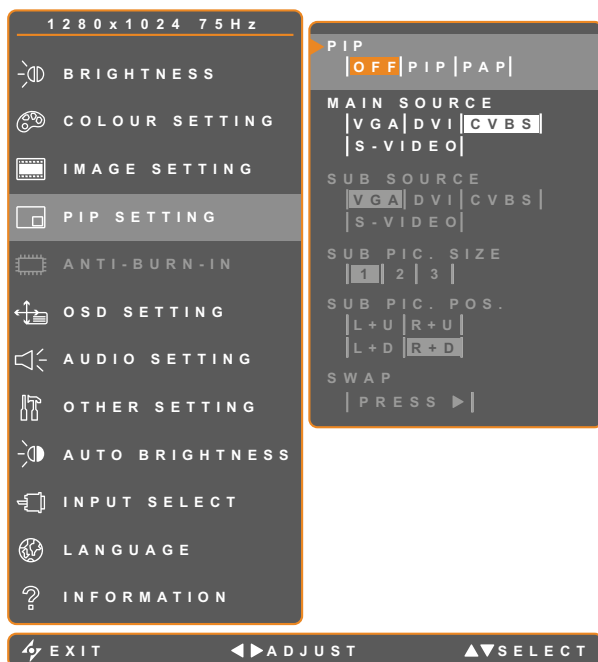 1280x1024 75Hz
BRIGHTNESS
COLOUR SETTING
IMAGE SETTING
PIP SETTING
ANTI-BURN-IN
OSD SETTING
AUDIO SETTING
OTHER SETTING
AUTO BRIGHTNESS
INPUT SELECT
LANGUAGE
INFORMATION
PIP
OFF PIP PAP
MAIN SOURCE
VGA DVI CVBS
S-VIDEO
SUB SOURCE
VGA DVI CVBS
S-VIDEO
SUB PIC. SIZE
1 2 3
SUB PIC. POS.
L+U R+U
L+D R+D
SWAP
PRESS ▶
EXIT ◀▶ADJUST ▲▼SELECT